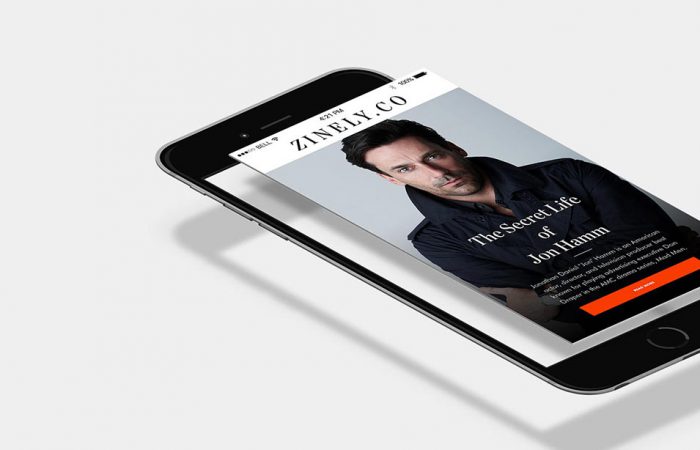 BELL
4:21 PM
100%
ZINELY.CO
The Secret Life
of
Jon Hamm
Jonathan Daniel "Jon" Hamm is an American
actor, director, and television producer best
known for playing advertising executive Don
Draper in the AMC drama series, Mad Men.
READ MORE